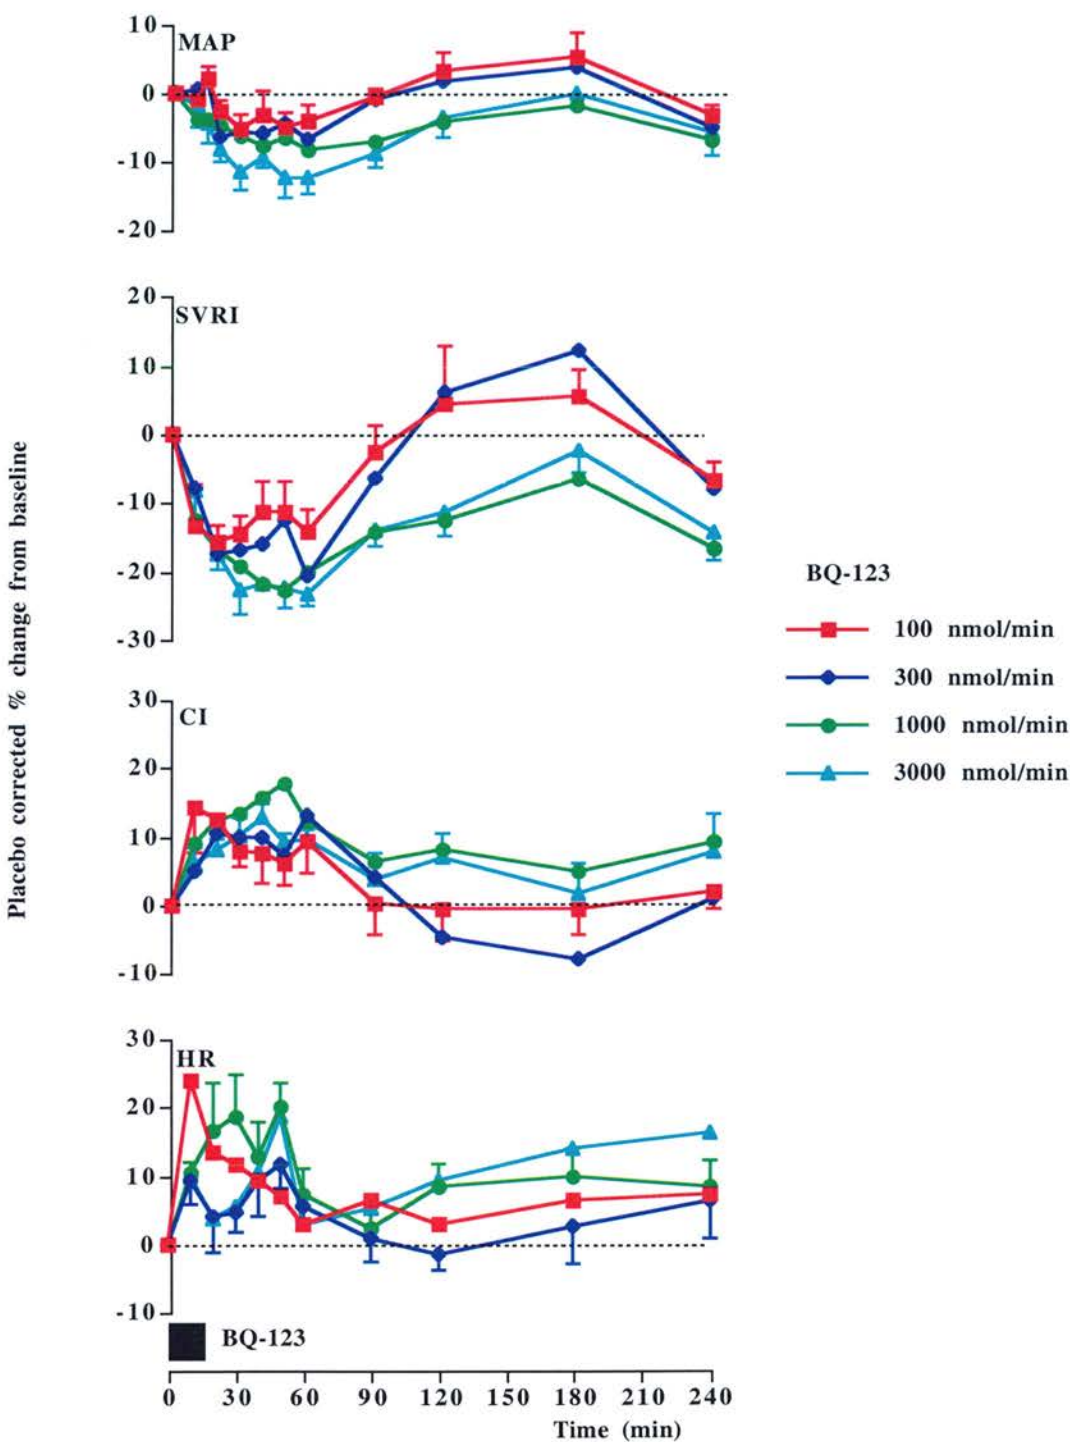 Placebo corrected % change from baseline
MAP
10
0
-10
-20
SVRI
20
10
0
-10
-20
-30
CI
30
20
10
0
-10
HR
30
20
10
0
-10
BQ-123
0 30 60 90 120 150 180 210 240
Time (min)
BQ-123
100 nmol/min
300 nmol/min
1000 nmol/min
3000 nmol/min